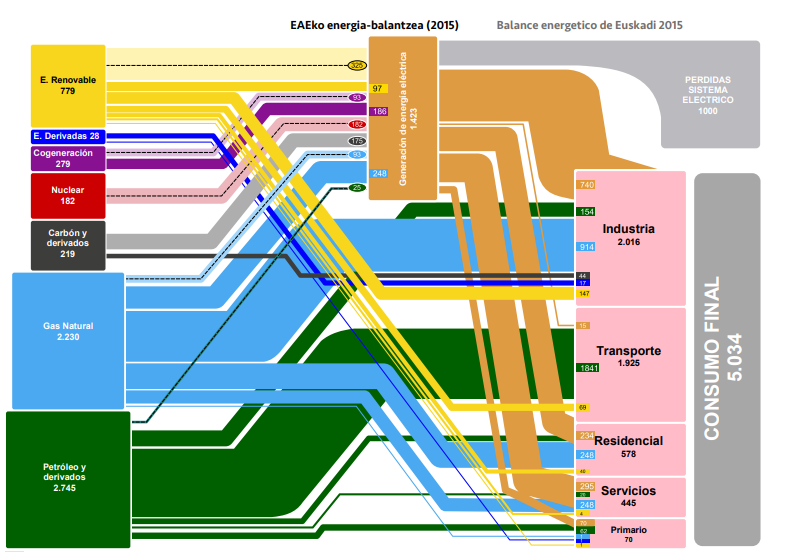 EAEko energia-balantzea (2015)
Balance energetico de Euskadi 2015
E. Renovable
779
E. Derivadas 28
Cogeneración
279
Nuclear
182
Carbón y
derivados
219
Gas Natural
2.230
Petróleo y
derivados
2.745
325
97
93
186
182
175
93
248
25
Generación de energía eléctrica
1.423
PERDIDAS
SISTEMA
ELECTRICO
1000
740
154
914
44
17
147
Industria
2.016
15
1841
69
Transporte
1.925
234
248
Residencial
578
295
248
4
Servicios
445
70
62
Primario
70
CONSUMO FINAL
5.034